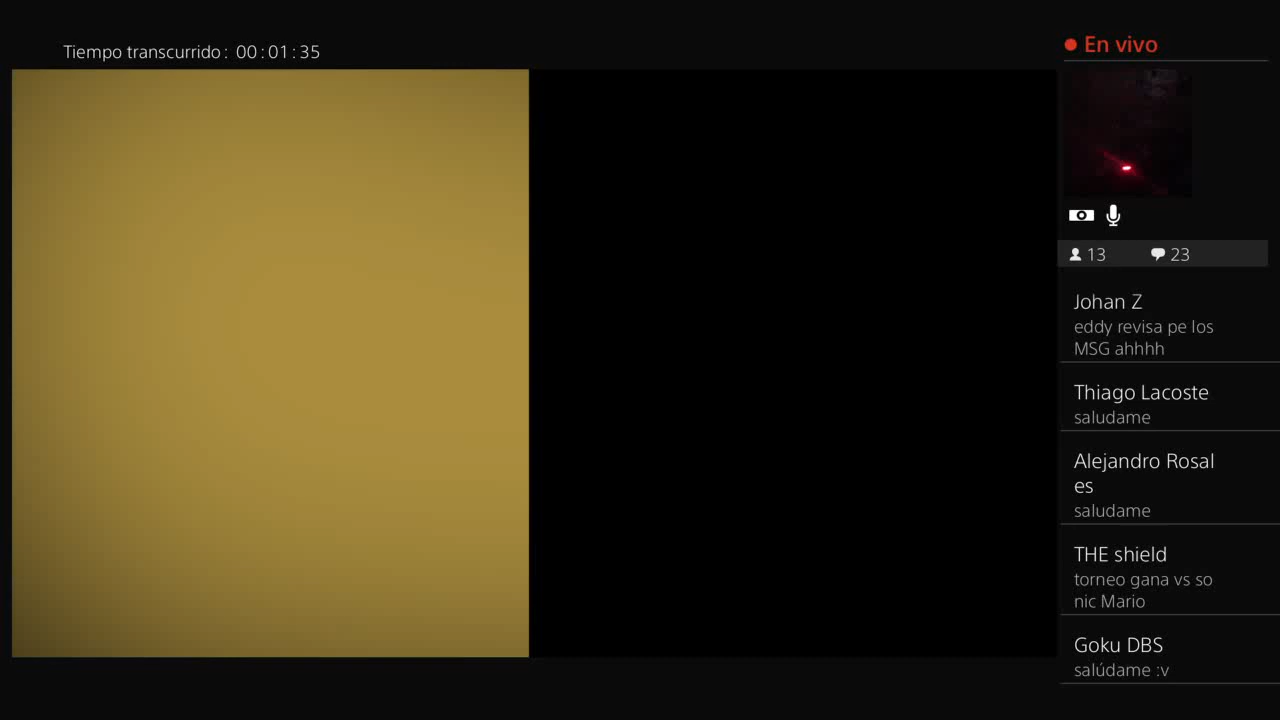 Tiempo transcurrido: 00:01:35
En vivo
13 23
Johan Z
eddy revisa pe los
MSG ahhhh
Thiago Lacoste
saludame
Alejandro Rosal
es
saludame
THE shield
torneo gana vs so
nic Mario
Goku DBS
salúdame :v